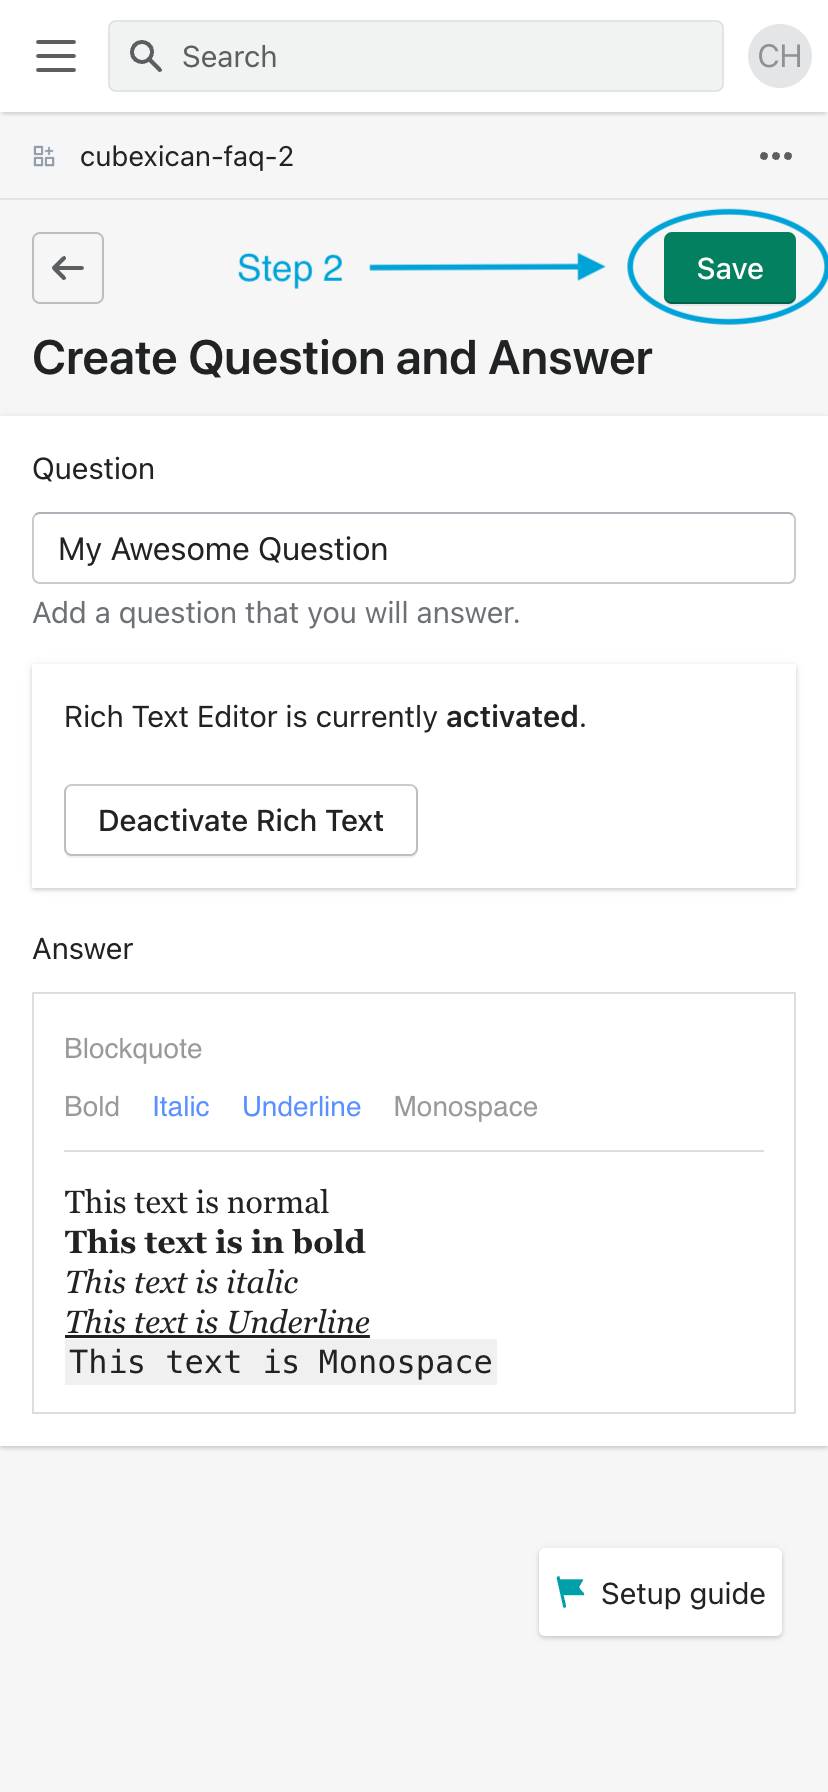 Search
CH
cubexican-faq-2
Step 2
Save
Create Question and Answer
Question
My Awesome Question
Add a question that you will answer.
Rich Text Editor is currently activated.
Deactivate Rich Text
Answer
Blockquote
Bold Italic Underline Monospace
This text is normal
This text is in bold
This text is italic
This text is Underline
This text is Monospace
Setup guide